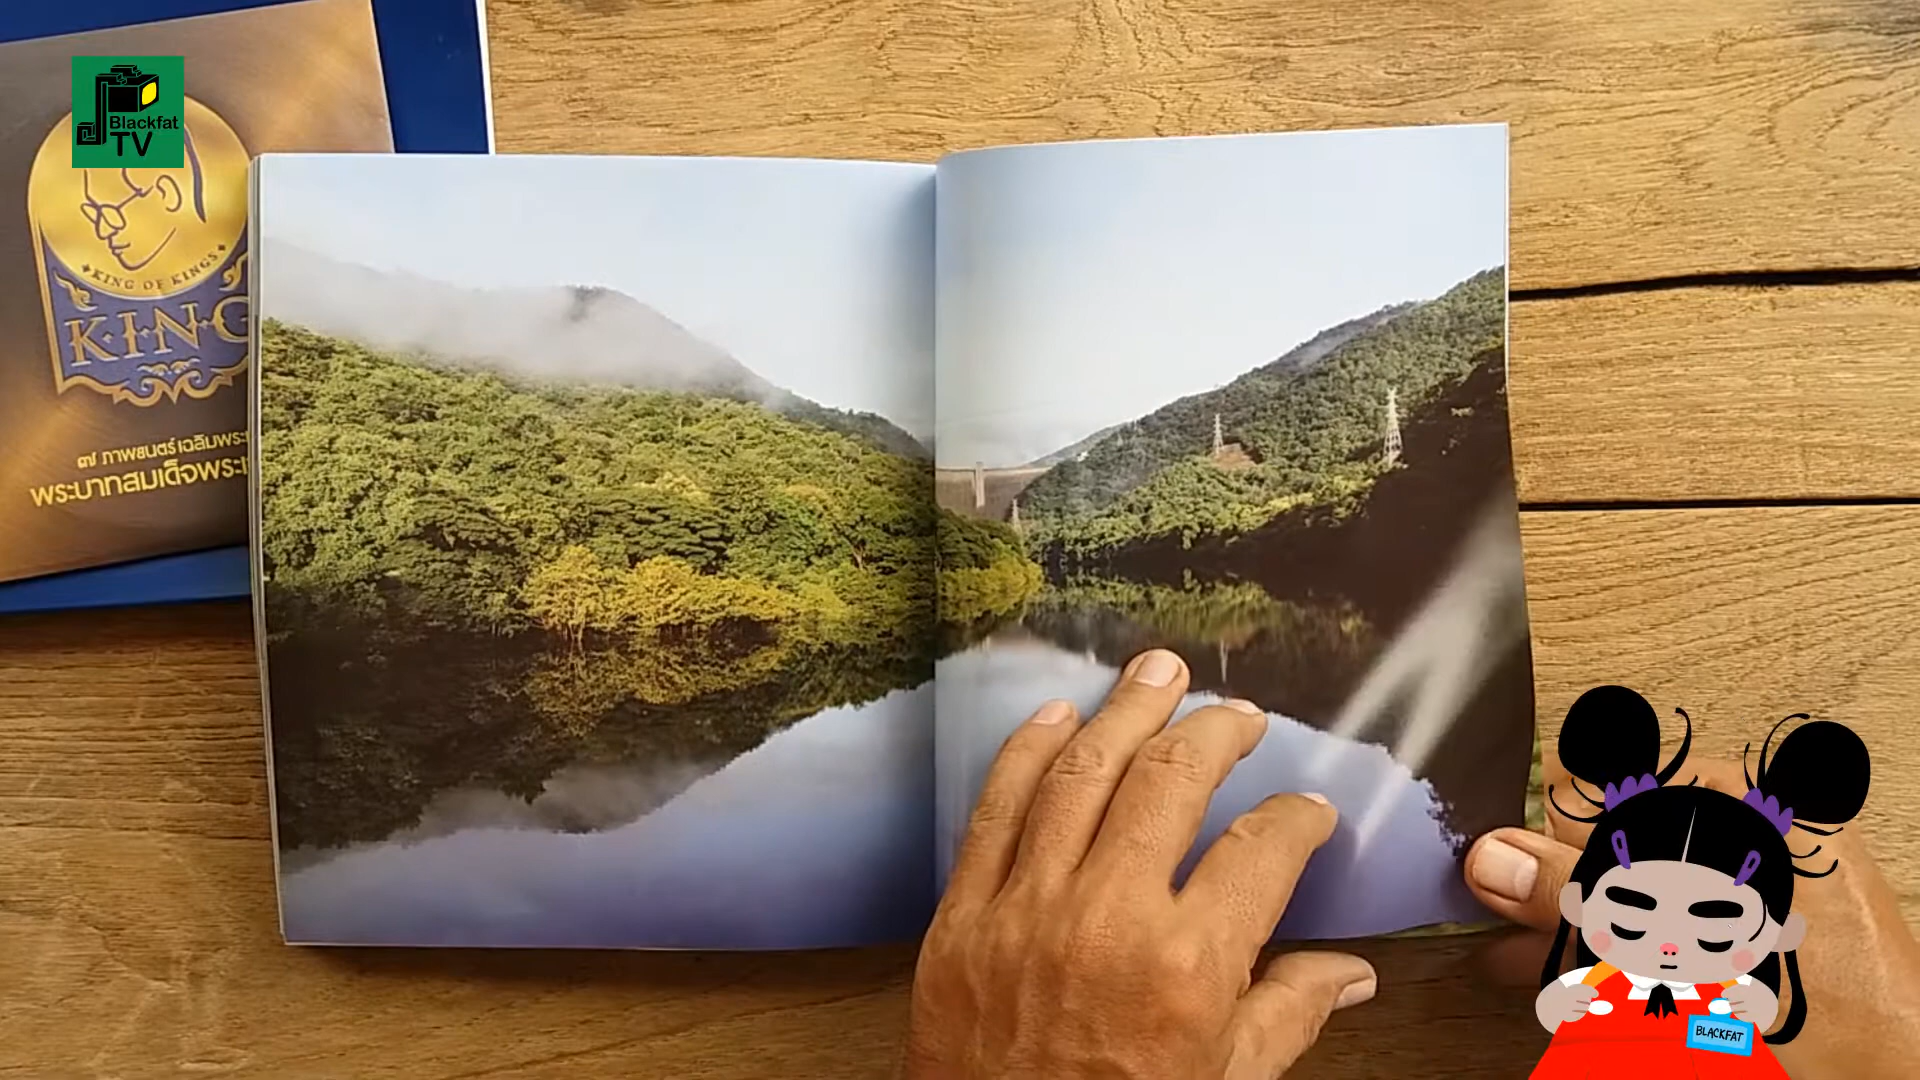 Blackfat
TV
KING OF KINGS
KING
๗ ภาพยนตร์เฉลิมพระ
พระบาทสมเด็จพระ
BLACKFAT